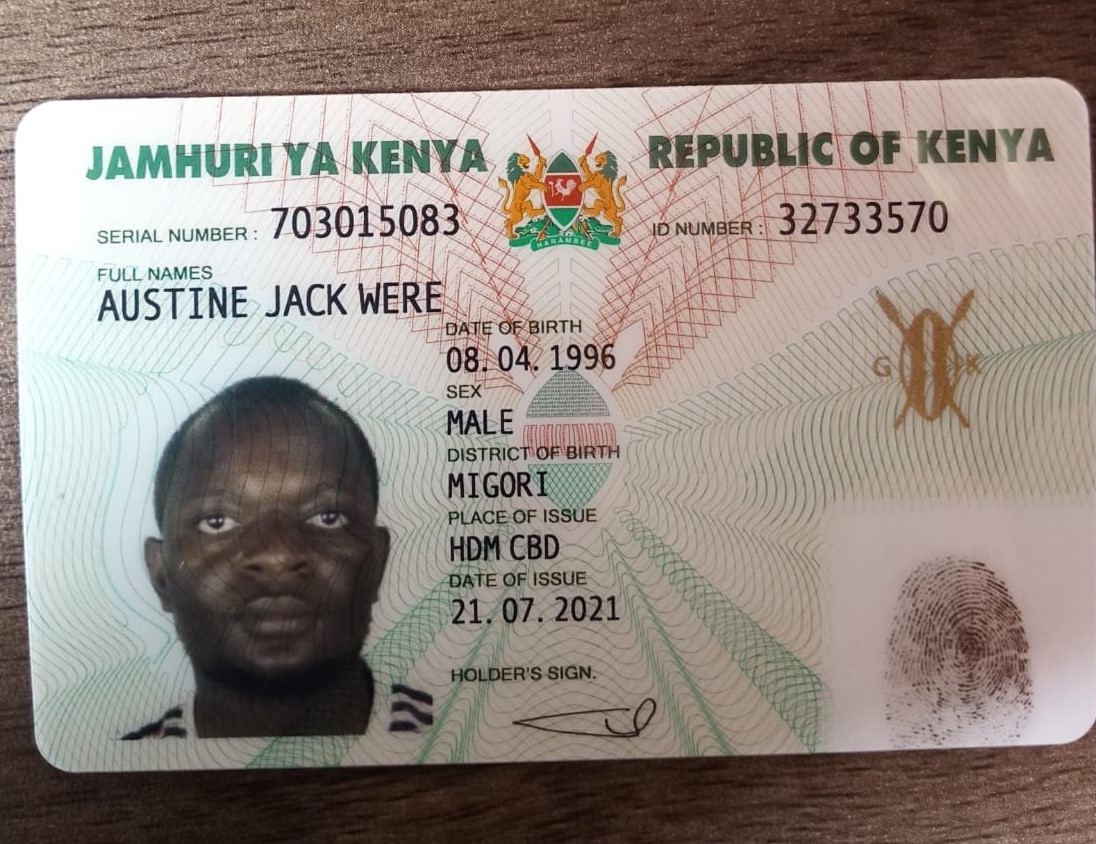 JAMHURI YA KENYA REPUBLIC OF KENYA
HARAMBEE
SERIAL NUMBER : 703015083 ID NUMBER : 32733570
FULL NAMES
AUSTINE JACK WERE
DATE OF BIRTH
08. 04. 1996
SEX
MALE
G K
DISTRICT OF BIRTH
MIGORI
PLACE OF ISSUE
HDM CBD
DATE OF ISSUE
21. 07. 2021
HOLDER'S SIGN.